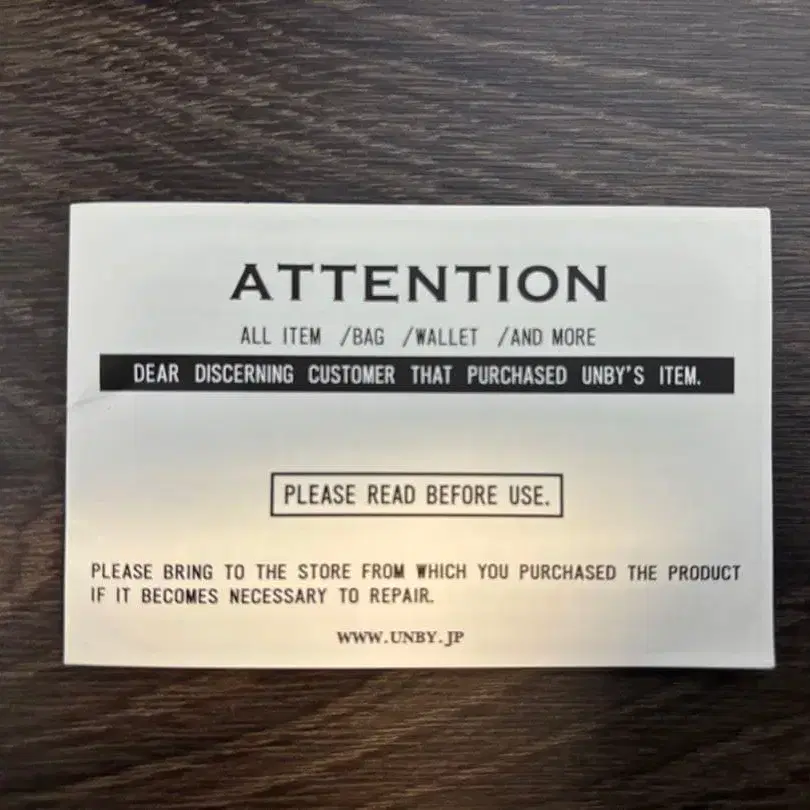 ATTENTION
ALL ITEM /BAG /WALLET /AND MORE
DEAR DISCERNING CUSTOMER THAT PURCHASED UNBY'S ITEM.
PLEASE READ BEFORE USE.
PLEASE BRING TO THE STORE FROM WHICH YOU PURCHASED THE PRODUCT
IF IT BECOMES NECESSARY TO REPAIR.
WWW.UNBY.JP